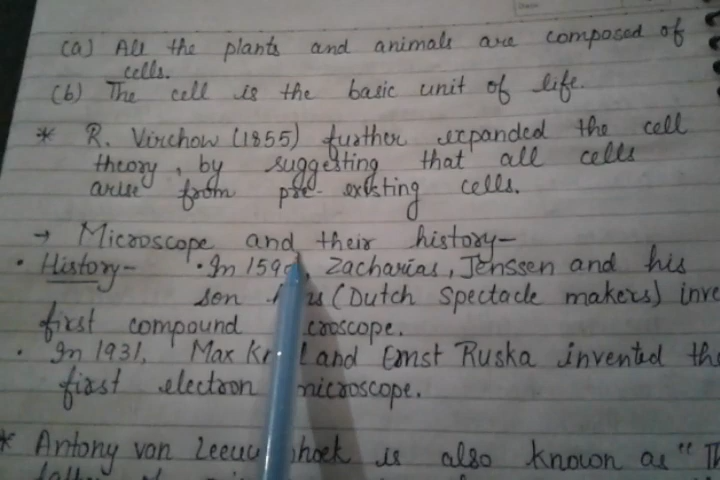 (a) All the plants and animals are composed of
cells.
(b) The cell is the basic unit of life.
* R. Virchow (1855) further expanded the cell
theory, by suggesting that all cells
arise from pre-existing cells.
→ Microscope and their history-
• History- • In 159 Zacharias, Jenssen and his
son (Dutch spectacle makers) inve
first compound croscope.
• In 1931, Max Kn l and Ernst Ruska invented the
first electron microscope.
* Antony von Leeuw hoek is also known as "Th